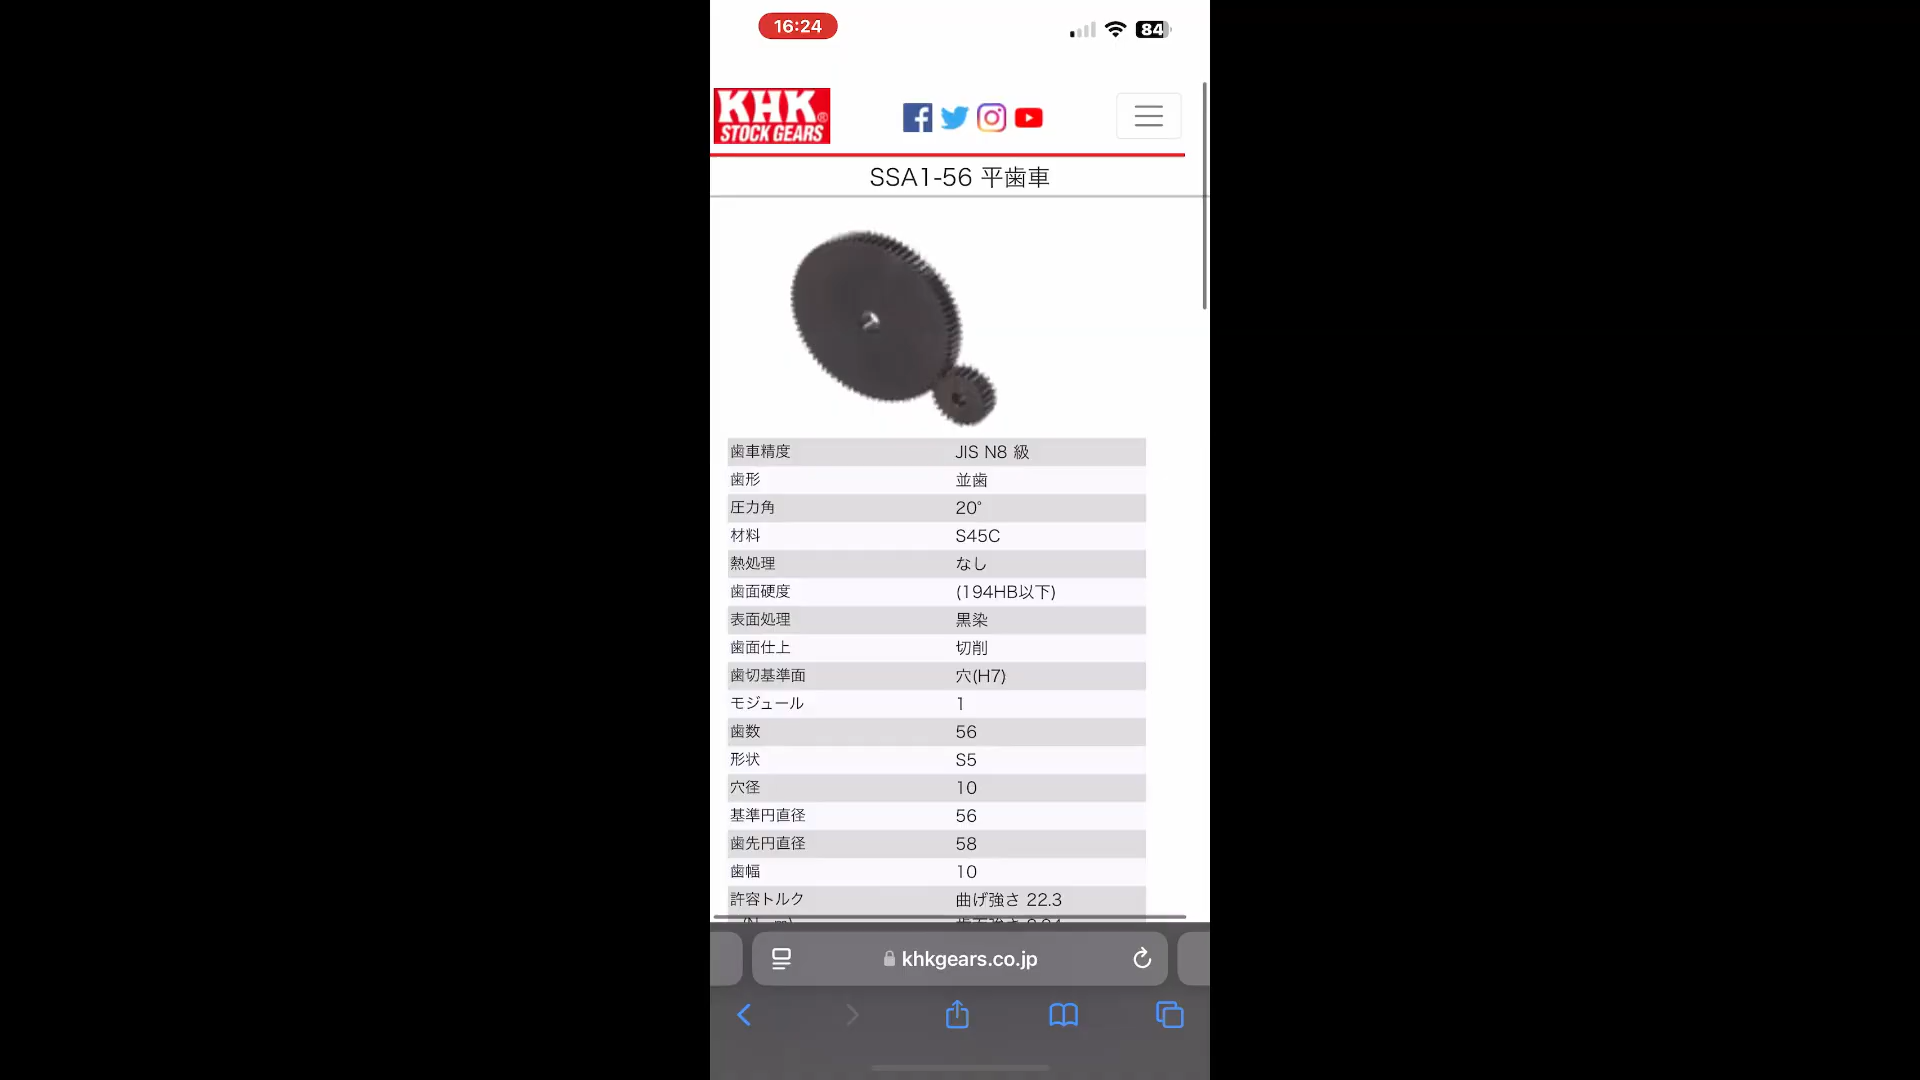 16:24
84
KHK®
STOCK GEARS
SSA1-56 平歯車
歯車精度 JIS N8 級
歯形 並歯
圧力角 20°
材料 S45C
熱処理 なし
歯面硬度 (194HB以下)
表面処理 黒染
歯面仕上 切削
歯切基準面 穴(H7)
モジュール 1
歯数 56
形状 S5
穴径 10
基準円直径 56
歯先円直径 58
歯幅 10
許容トルク 曲げ強さ 22.3
khkgears.co.jp